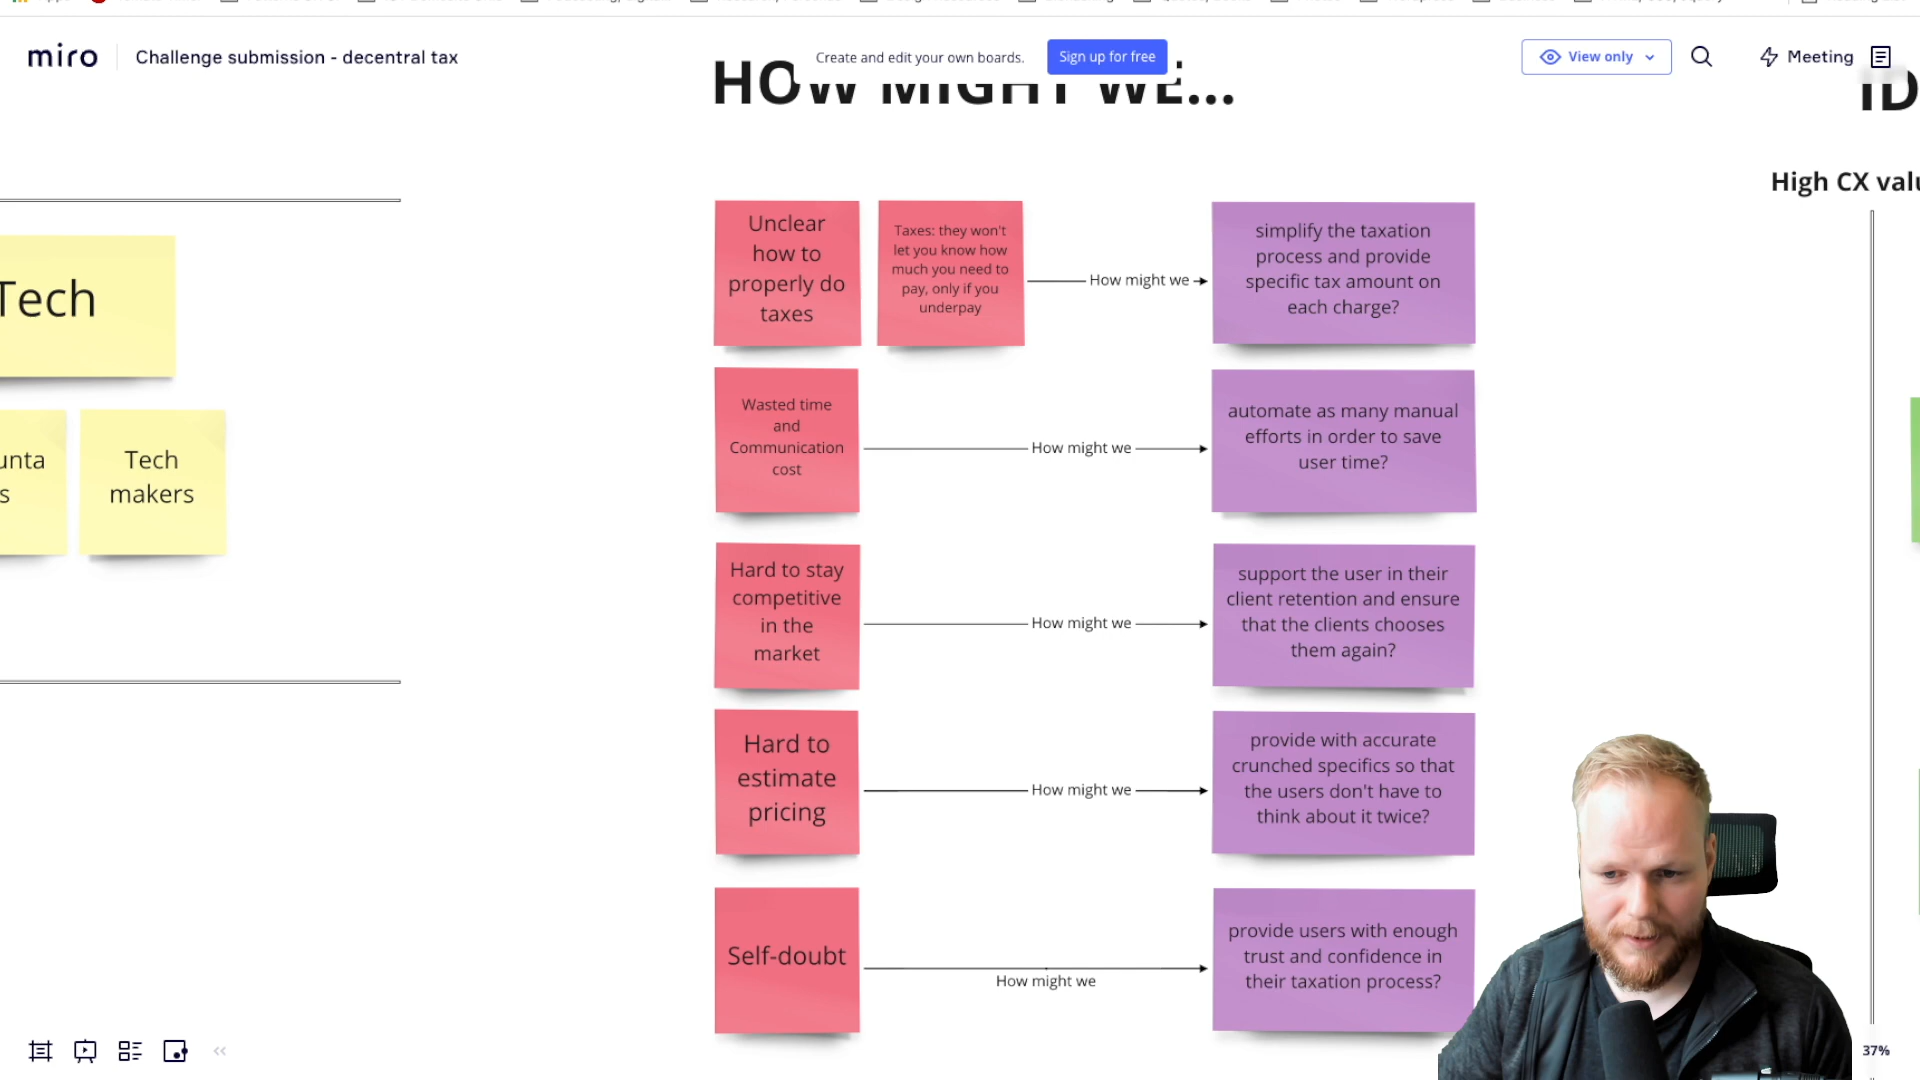 miro
Challenge submission - decentral tax
Create and edit your own boards.
Sign up for free
View only
Meeting
HOW MIGHT WE...
ID
High CX valu
Tech
unta
s
Tech
makers
Unclear
how to
properly do
taxes
Taxes: they won't
let you know how
much you need to
pay, only if you
underpay
How might we
simplify the taxation
process and provide
specific tax amount on
each charge?
Wasted time
and
Communication
cost
How might we
automate as many manual
efforts in order to save
user time?
Hard to stay
competitive
in the
market
How might we
support the user in their
client retention and ensure
that the clients chooses
them again?
Hard to
estimate
pricing
How might we
provide with accurate
crunched specifics so that
the users don't have to
think about it twice?
Self-doubt
How might we
provide users with enough
trust and confidence in
their taxation process?
37%